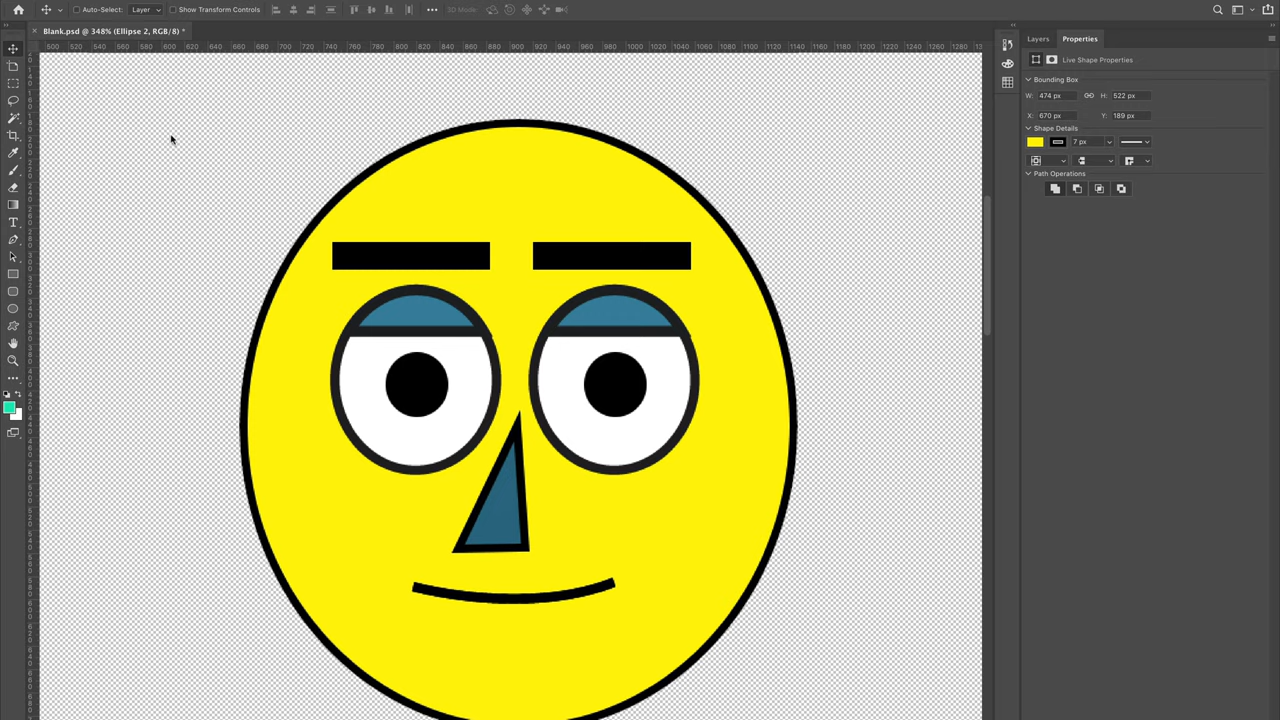 Auto-Select: Layer Show Transform Controls 3D Mode:
Blank.psd @ 348% (Ellipse 2, RGB/8) *
500 520 540 560 580 600 620 640 660 680 700 720 740 760 780 800 820 840 860 880 900 920 940 960 980 1000 1020 1040 1060 1080 1100 1120 1140 1160 1180 1200 1220 1240 1260 1280
Layers Properties
Live Shape Properties
Bounding Box
W: 474 px H: 522 px
X: 670 px Y: 189 px
Shape Details
7 px
Path Operations